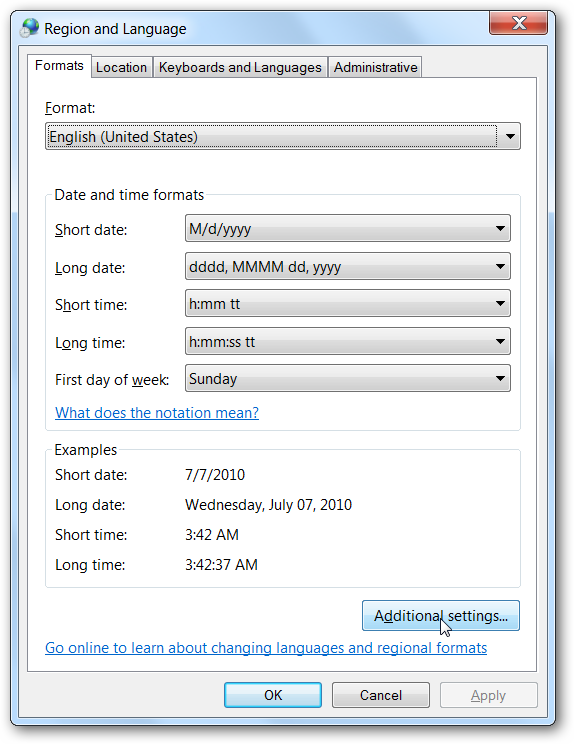 Region and Language
Formats Location Keyboards and Languages Administrative
Format:
English (United States)
Date and time formats
Short date: M/d/yyyy
Long date: dddd, MMMM dd, yyyy
Short time: h:mm tt
Long time: h:mm:ss tt
First day of week: Sunday
What does the notation mean?
Examples
Short date: 7/7/2010
Long date: Wednesday, July 07, 2010
Short time: 3:42 AM
Long time: 3:42:37 AM
Additional settings...
Go online to learn about changing languages and regional formats
OK Cancel Apply